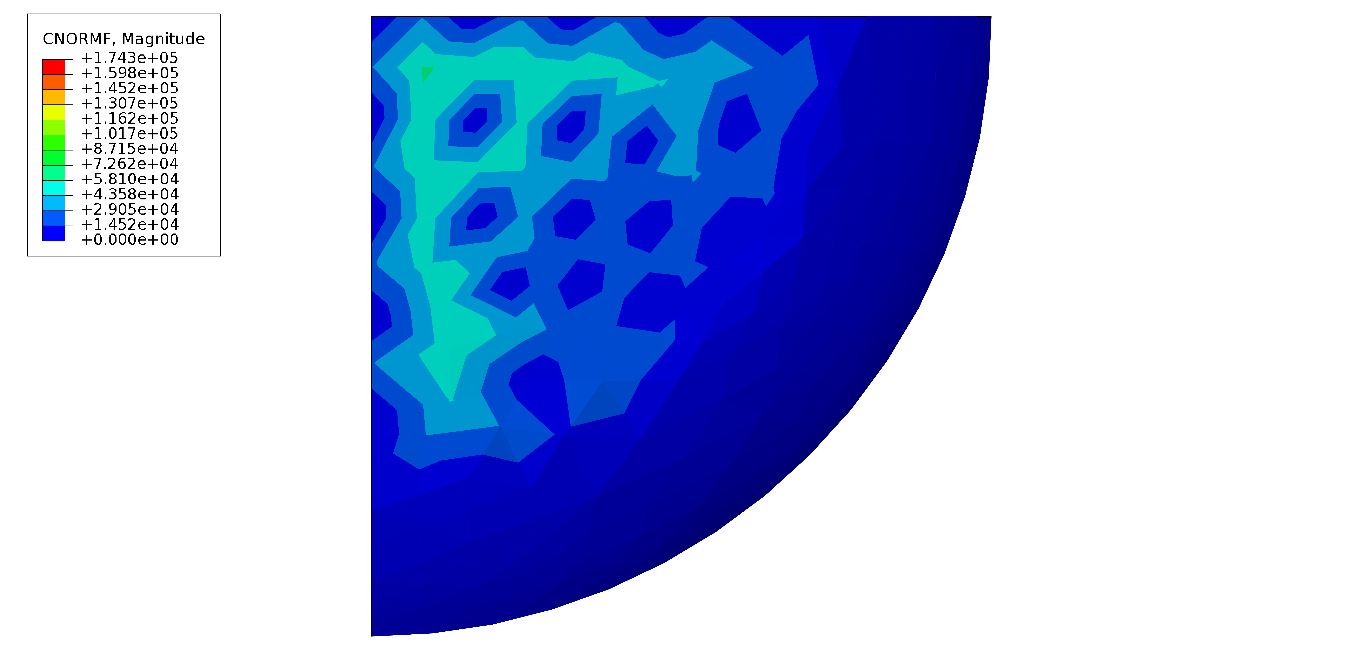 CNORMF, Magnitude
+1.743e+05
+1.598e+05
+1.452e+05
+1.307e+05
+1.162e+05
+1.017e+05
+8.715e+04
+7.262e+04
+5.810e+04
+4.358e+04
+2.905e+04
+1.452e+04
+0.000e+00